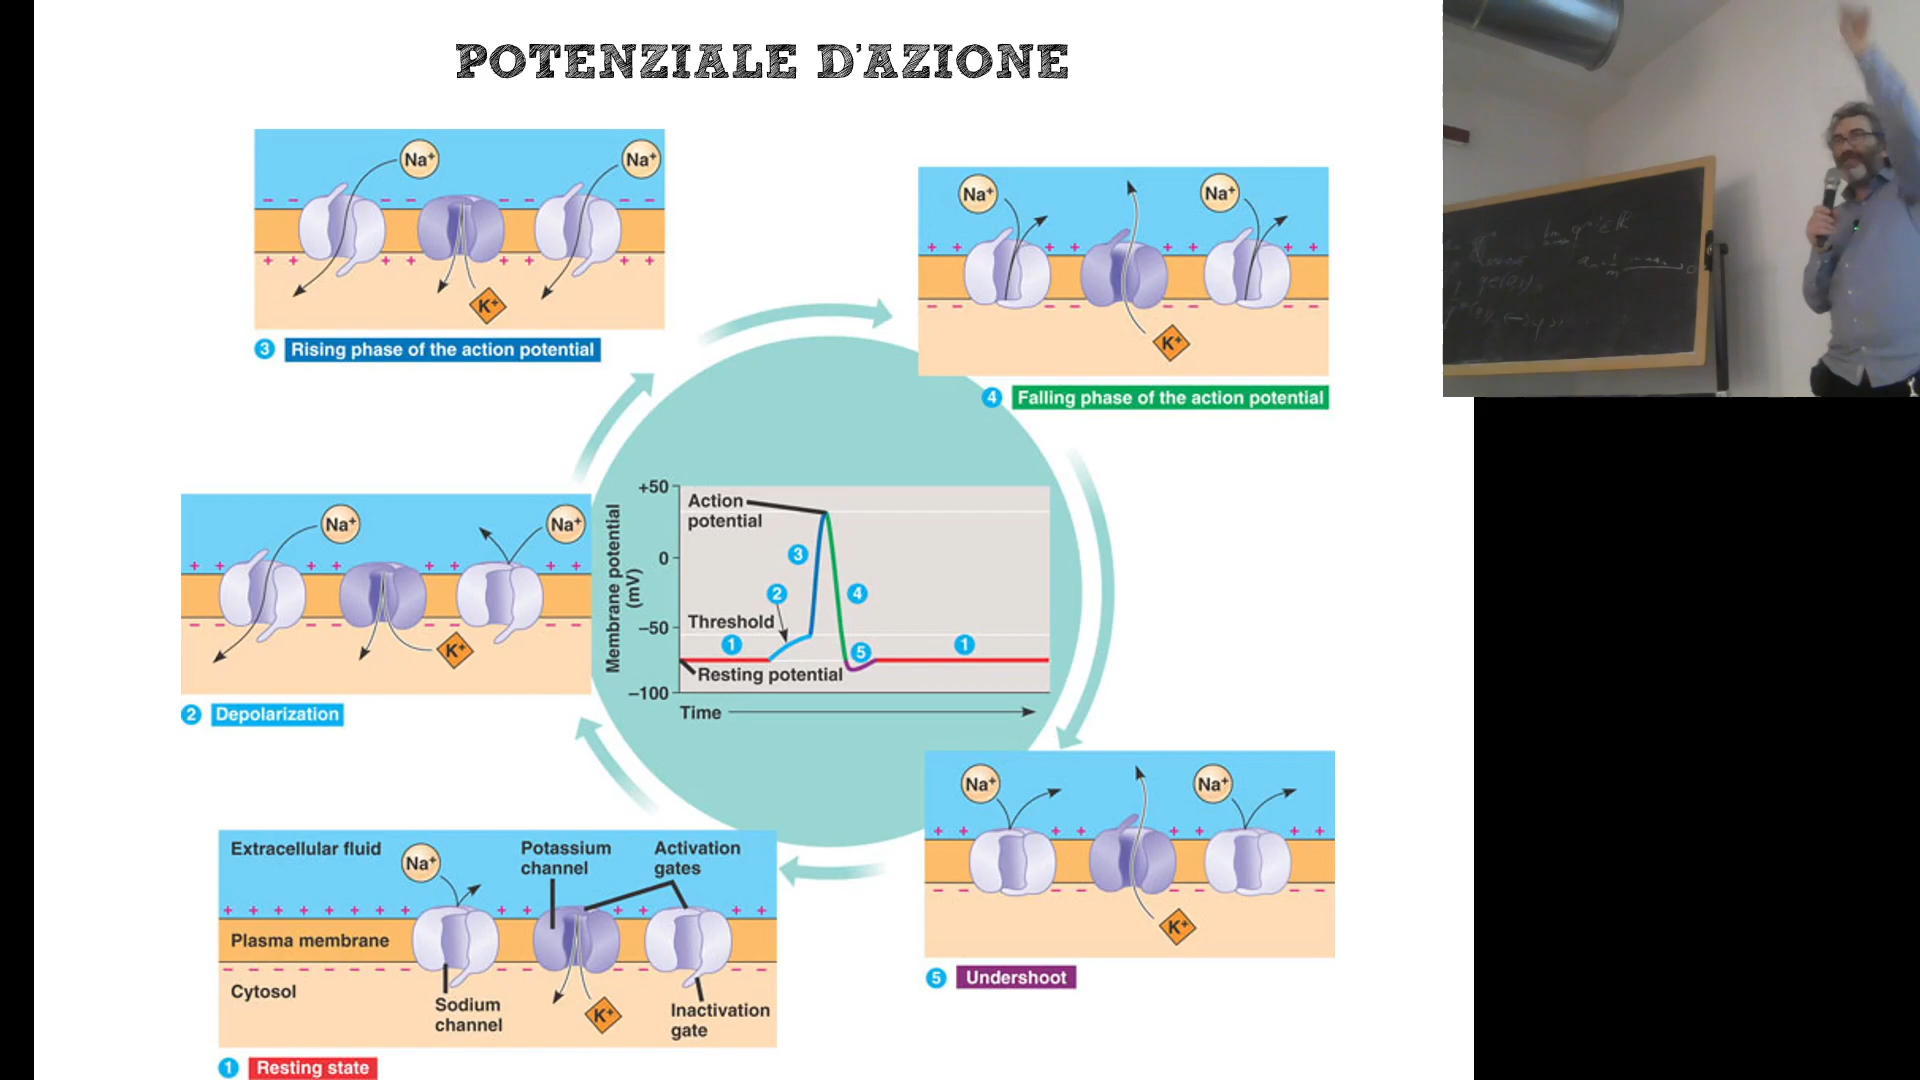 POTENZIALE D'AZIONE
Na⁺
Na⁺
K⁺
3 Rising phase of the action potential
Na⁺
Na⁺
K⁺
4 Falling phase of the action potential
Na⁺
Na⁺
K⁺
2 Depolarization
Membrane potential
(mV)
+50
0
–50
–100
Action
potential
3
2
4
Threshold
1
5
1
Resting potential
Time
Na⁺
Na⁺
K⁺
5 Undershoot
Extracellular fluid
Na⁺
Potassium
channel
Activation
gates
Plasma membrane
Cytosol
Sodium
channel
K⁺
Inactivation
gate
1 Resting state